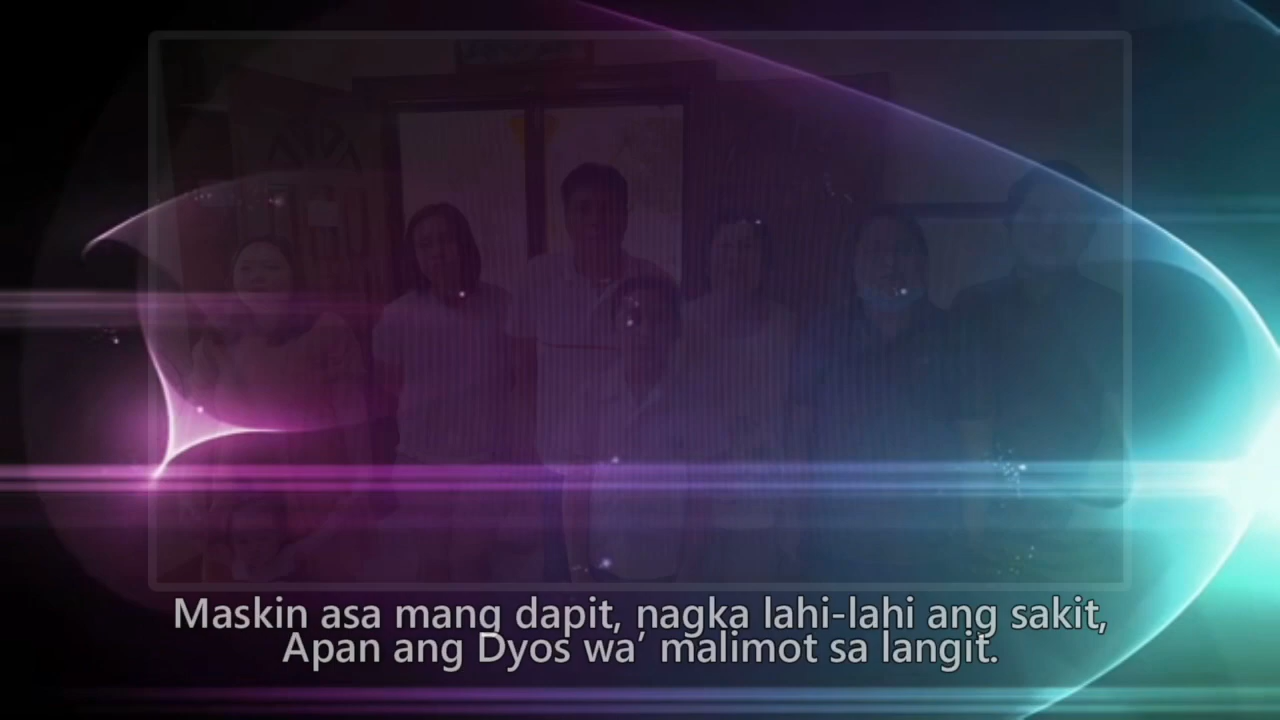 Maskin asa mang dapit, nagka lahi-lahi ang sakit,
Apan ang Dyos wa’ malimot sa langit.